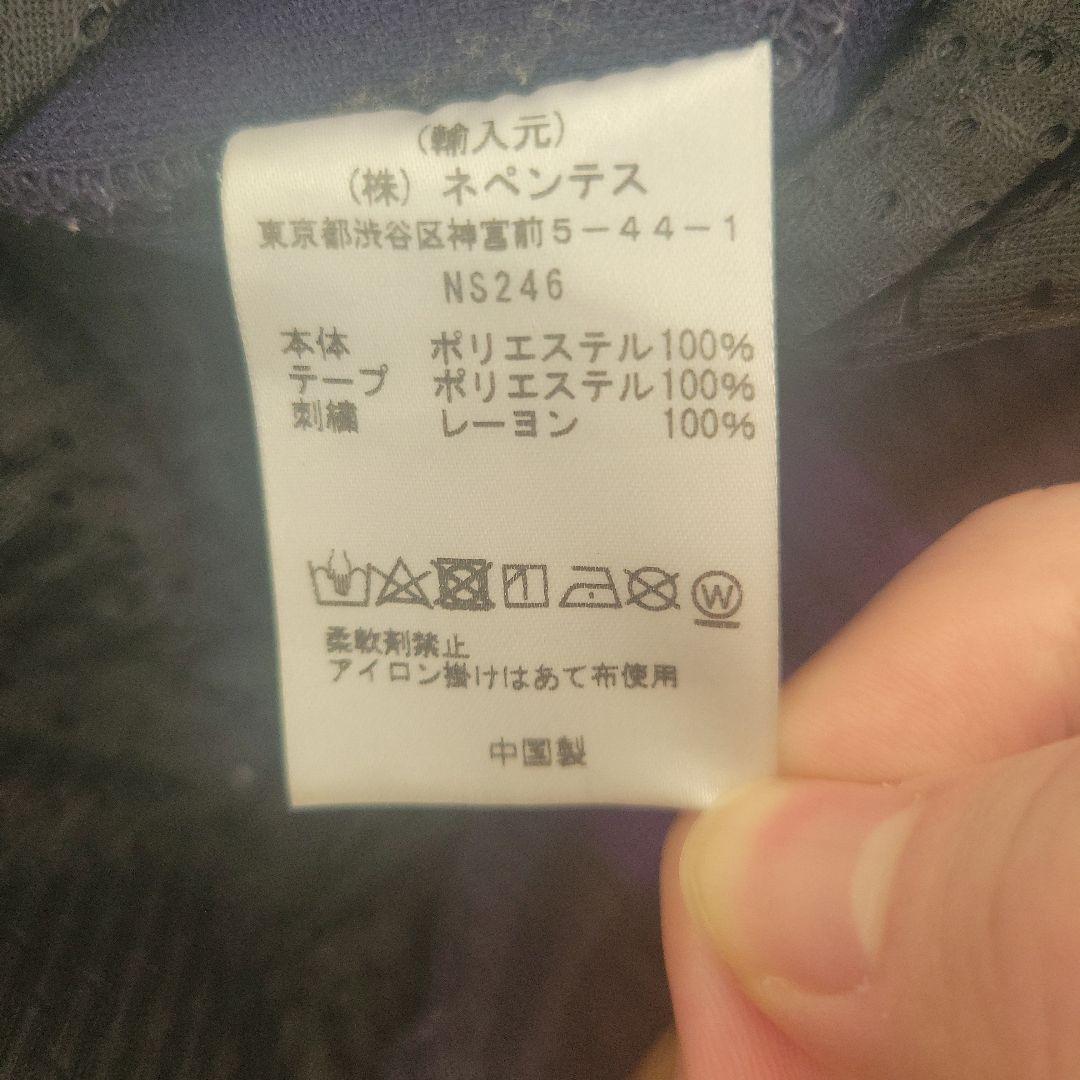 (輸入元)
(株) ネペンテス
東京都渋谷区神宮前5-44-1
NS246
本体 ポリエステル100%
テープ ポリエステル100%
刺繍 レーヨン 100%
W
柔軟剤禁止
アイロン掛けはあて布使用
中国製